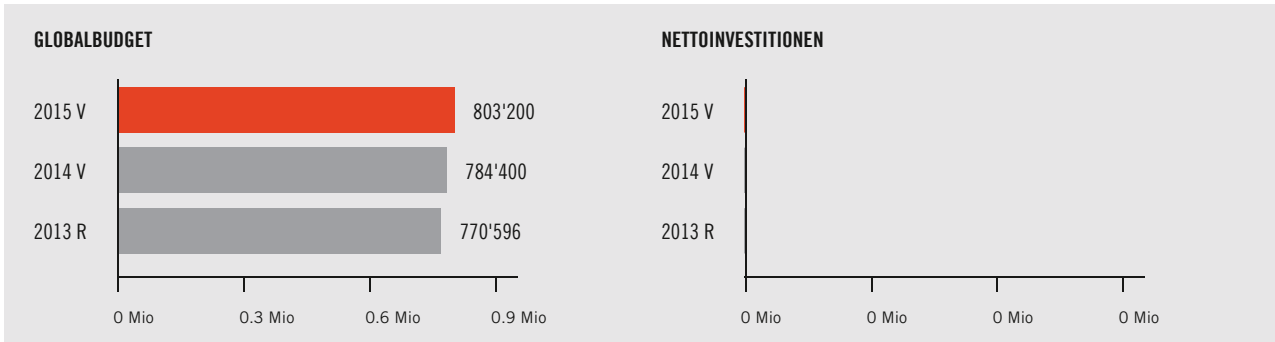 GLOBALBUDGET
2015 V 803'200
2014 V 784'400
2013 R 770'596
0 Mio 0.3 Mio 0.6 Mio 0.9 Mio
NETTOINVESTITIONEN
2015 V
2014 V
2013 R
0 Mio 0 Mio 0 Mio 0 Mio